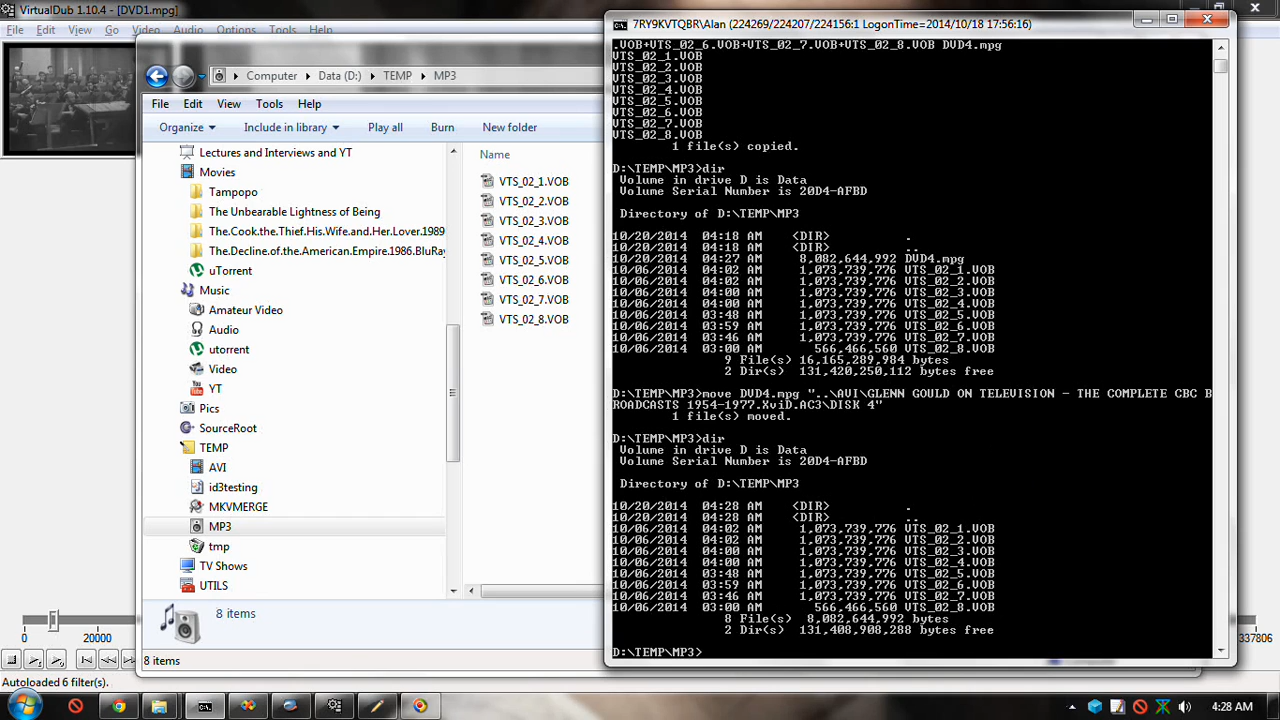 VirtualDub 1.10.4 - [DVD1.mpg]
File Edit View Go Video Audio Options Tools Help
Computer Data (D:) TEMP MP3
File Edit View Tools Help
Organize Include in library Play all Burn New folder
Lectures and Interviews and YT
Movies
Tampopo
The Unbearable Lightness of Being
The.Cook.the.Thief.His.Wife.and.Her.Lover.1989
The.Decline.of.the.American.Empire.1986.BluRay
uTorrent
Music
Amateur Video
Audio
utorrent
Video
YT
Pics
SourceRoot
TEMP
AVI
id3testing
MKVMERGE
MP3
tmp
TV Shows
UTILS
Name
VTS_02_1.VOB
VTS_02_2.VOB
VTS_02_3.VOB
VTS_02_4.VOB
VTS_02_5.VOB
VTS_02_6.VOB
VTS_02_7.VOB
VTS_02_8.VOB
8 items
8 items
7RY9KVTQBR\Alan (224269/224207/224156:1 LogonTime=2014/10/18 17:56:16)
.VOB+VTS_02_6.VOB+VTS_02_7.VOB+VTS_02_8.VOB DVD4.mpg
VTS_02_1.VOB
VTS_02_2.VOB
VTS_02_3.VOB
VTS_02_4.VOB
VTS_02_5.VOB
VTS_02_6.VOB
VTS_02_7.VOB
VTS_02_8.VOB
1 file(s) copied.
D:\TEMP\MP3>dir
Volume in drive D is Data
Volume Serial Number is 20D4-AFBD
Directory of D:\TEMP\MP3
10/20/2014 04:18 AM <DIR> .
10/20/2014 04:18 AM <DIR> ..
10/20/2014 04:27 AM 8,082,644,992 DVD4.mpg
10/06/2014 04:02 AM 1,073,739,776 VTS_02_1.VOB
10/06/2014 04:02 AM 1,073,739,776 VTS_02_2.VOB
10/06/2014 04:00 AM 1,073,739,776 VTS_02_3.VOB
10/06/2014 04:00 AM 1,073,739,776 VTS_02_4.VOB
10/06/2014 03:48 AM 1,073,739,776 VTS_02_5.VOB
10/06/2014 03:59 AM 1,073,739,776 VTS_02_6.VOB
10/06/2014 03:46 AM 1,073,739,776 VTS_02_7.VOB
10/06/2014 03:00 AM 566,466,560 VTS_02_8.VOB
9 File(s) 16,165,289,984 bytes
2 Dir(s) 131,420,250,112 bytes free
D:\TEMP\MP3>move DVD4.mpg "..\AVI\GLENN GOULD ON TELEVISION - THE COMPLETE CBC B
ROADCASTS 1954-1977.XviD.AC3\DISK 4"
1 file(s) moved.
D:\TEMP\MP3>dir
Volume in drive D is Data
Volume Serial Number is 20D4-AFBD
Directory of D:\TEMP\MP3
10/20/2014 04:28 AM <DIR> .
10/20/2014 04:28 AM <DIR> ..
10/06/2014 04:02 AM 1,073,739,776 VTS_02_1.VOB
10/06/2014 04:02 AM 1,073,739,776 VTS_02_2.VOB
10/06/2014 04:00 AM 1,073,739,776 VTS_02_3.VOB
10/06/2014 04:00 AM 1,073,739,776 VTS_02_4.VOB
10/06/2014 03:48 AM 1,073,739,776 VTS_02_5.VOB
10/06/2014 03:59 AM 1,073,739,776 VTS_02_6.VOB
10/06/2014 03:46 AM 1,073,739,776 VTS_02_7.VOB
10/06/2014 03:00 AM 566,466,560 VTS_02_8.VOB
8 File(s) 8,082,644,992 bytes
2 Dir(s) 131,408,908,288 bytes free
D:\TEMP\MP3>
0 20000 337806
Autoloaded 6 filter(s).
4:28 AM